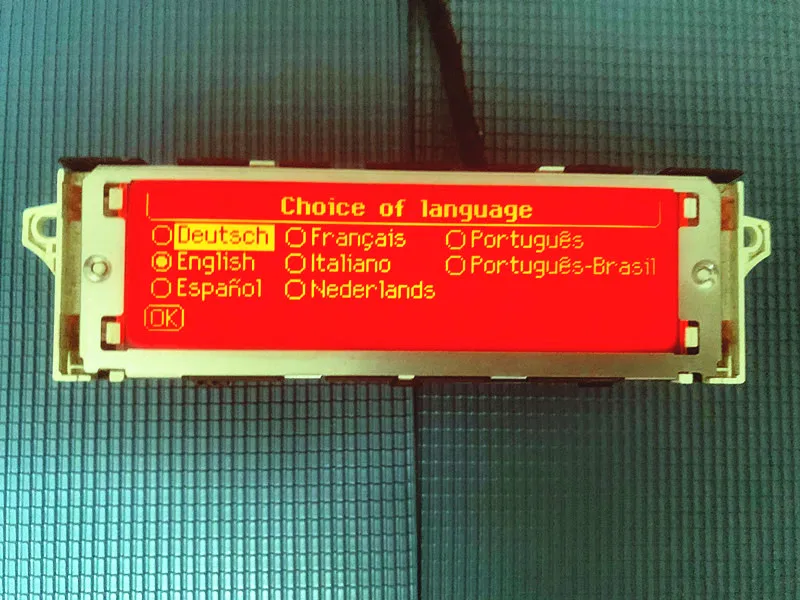 Choice of language
Deutsch Français Português
English Italiano Português-Brasil
Español Nederlands
OK